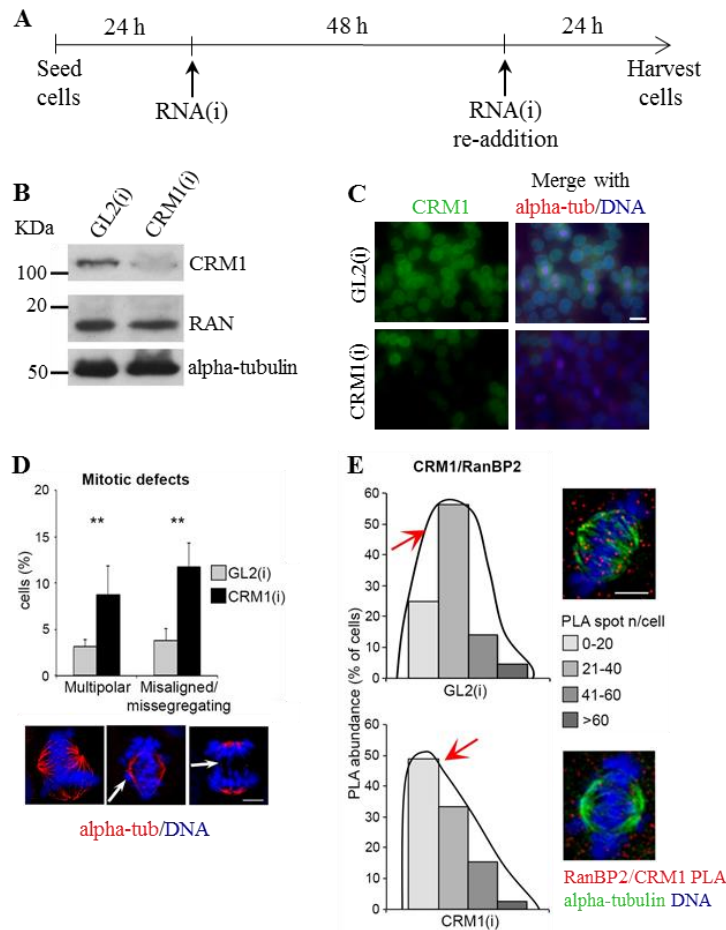 A
24 h
48 h
24 h
Seed
cells
RNA(i)
RNA(i)
re-addition
Harvest
cells
B
GL2(i)
CRM1(i)
KDa
100
CRM1
20
RAN
50
alpha-tubulin
C
CRM1
Merge with
alpha-tub/DNA
GL2(i)
CRM1(i)
D
Mitotic defects
cells (%)
20
15
10
5
0
**
**
GL2(i)
CRM1(i)
Multipolar
Misaligned/
missegregating
alpha-tub/DNA
E
CRM1/RanBP2
PLA abundance (% of cells)
60
50
40
30
20
10
0
GL2(i)
PLA spot n/cell
0-20
21-40
41-60
>60
60
50
40
30
20
10
0
CRM1(i)
RanBP2/CRM1 PLA
alpha-tubulin DNA